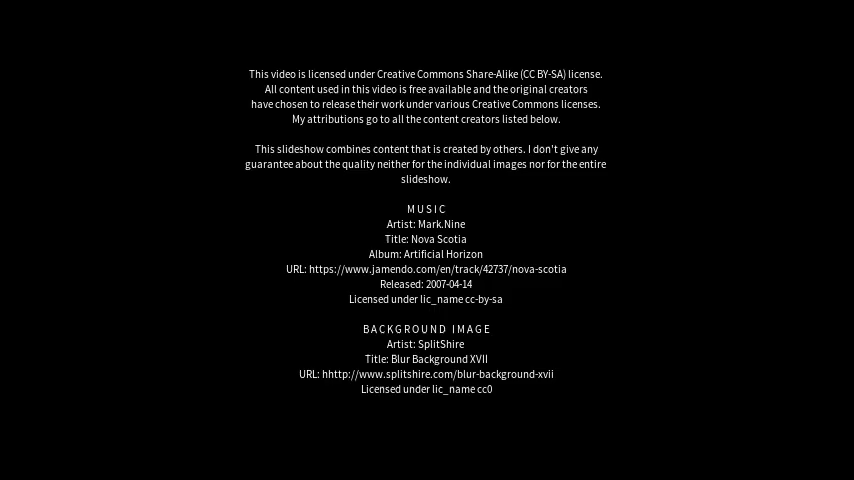 This video is licensed under Creative Commons Share-Alike (CC BY-SA) license.
All content used in this video is free available and the original creators
have chosen to release their work under various Creative Commons licenses.
My attributions go to all the content creators listed below.
This slideshow combines content that is created by others. I don't give any
guarantee about the quality neither for the individual images nor for the entire
slideshow.
MUSIC
Artist: Mark.Nine
Title: Nova Scotia
Album: Artificial Horizon
URL: https://www.jamendo.com/en/track/42737/nova-scotia
Released: 2007-04-14
Licensed under lic_name cc-by-sa
BACKGROUND IMAGE
Artist: SplitShire
Title: Blur Background XVII
URL: hhttp://www.splitshire.com/blur-background-xvii
Licensed under lic_name cc0